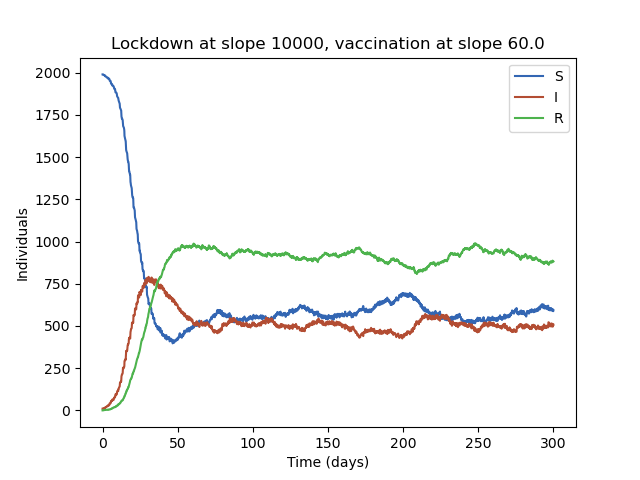 Lockdown at slope 10000, vaccination at slope 60.0
S
I
R
2000
1750
1500
1250
1000
750
500
250
0
Individuals
0 50 100 150 200 250 300
Time (days)